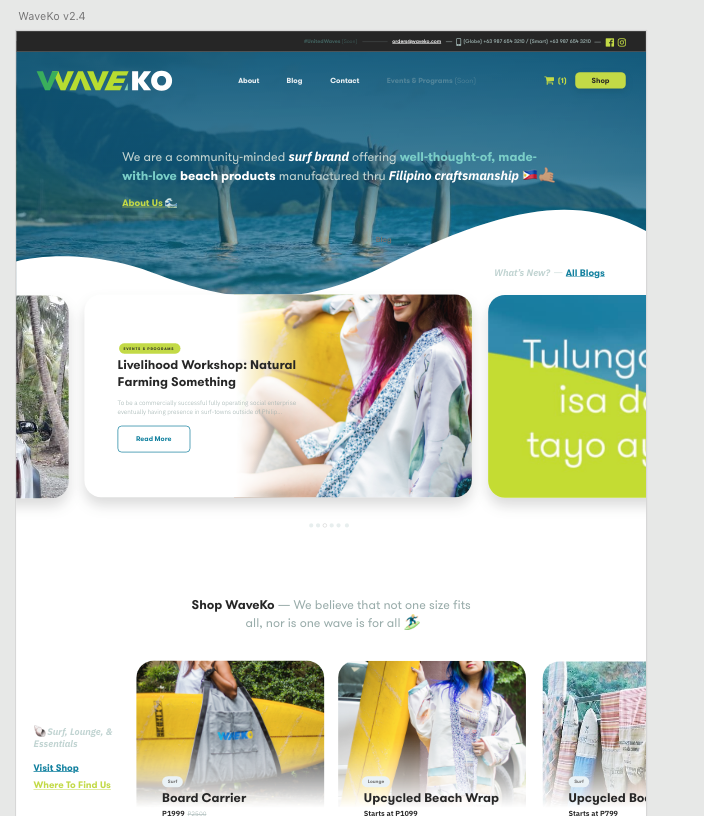 WaveKo v2.4
#UnitedWaves (Soon) orders@waveko.com (Globe) +63 987 654 3210 / (Smart) +63 987 654 3210
WAVEKO About Blog Contact Events & Programs (Soon) (1) Shop
We are a community-minded surf brand offering well-thought-of, made-
with-love beach products manufactured thru Filipino craftsmanship
About Us
What's New? — All Blogs
EVENTS & PROGRAMS
Livelihood Workshop: Natural
Farming Something
To be a commercially successful fully operating social enterprise
eventually having presence in surf-towns outside of Philip...
Read More
Tulungo
isa d
tayo ay
Shop WaveKo — We believe that not one size fits
all, nor is one wave is for all
Surf, Lounge, &
Essentials
Visit Shop
Where To Find Us
WAVEKO
Surf
Board Carrier
P1999 P2500
Lounge
Upcycled Beach Wrap
Starts at P1099
Surf
Upcycled Bo
Starts at P799